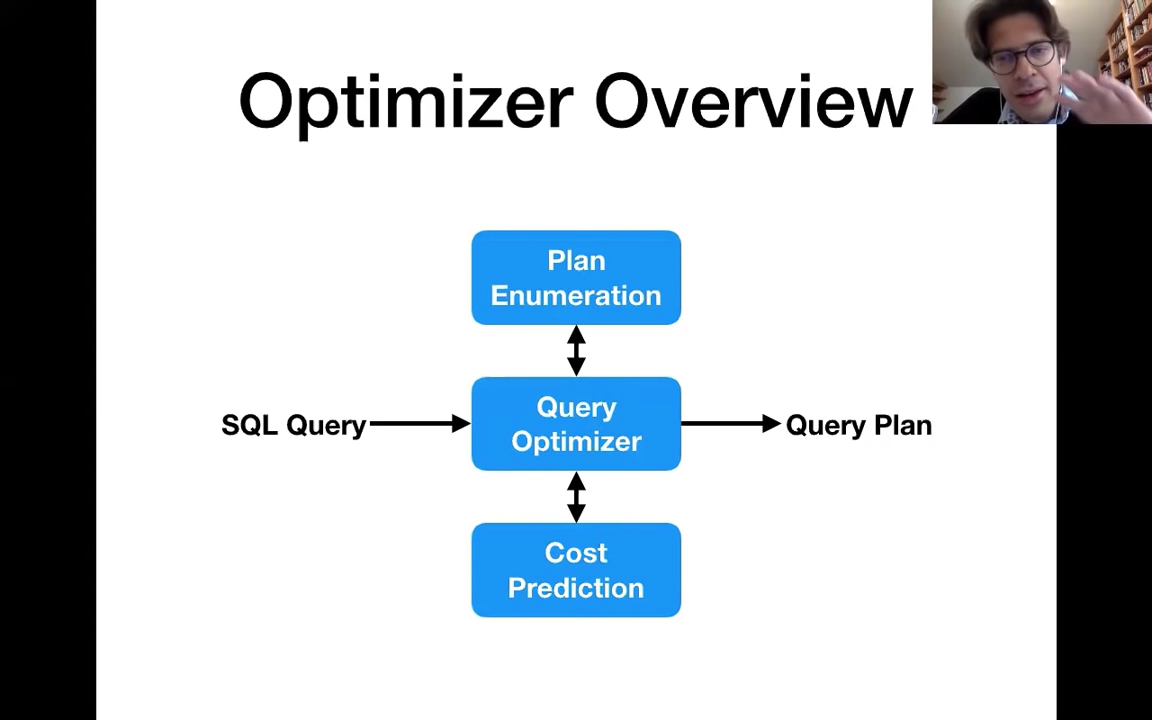 Optimizer Overview
Plan
Enumeration
SQL Query
Query
Optimizer
Query Plan
Cost
Prediction